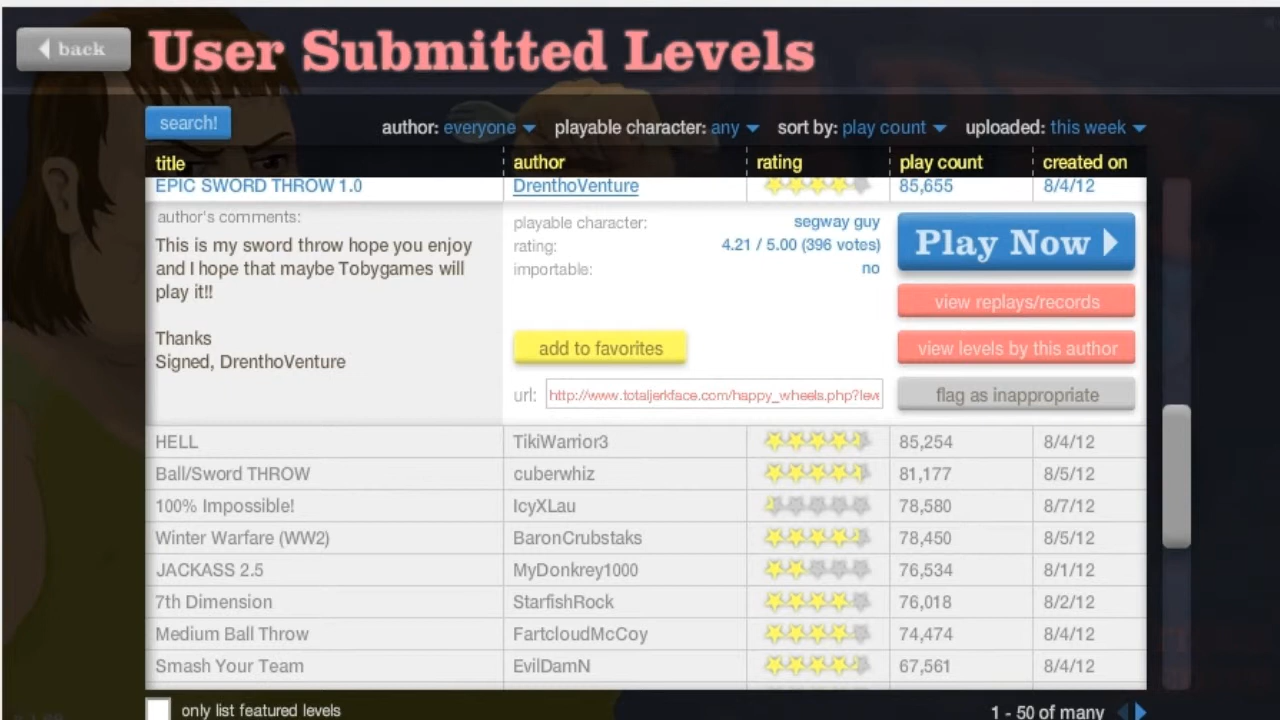 back
User Submitted Levels
search!
author: everyone playable character: any sort by: play count uploaded: this week
title author rating play count created on
EPIC SWORD THROW 1.0 DrenthoVenture 85,655 8/4/12
author's comments:
This is my sword throw hope you enjoy
and I hope that maybe Tobygames will
play it!!
Thanks
Signed, DrenthoVenture
playable character: segway guy
rating: 4.21 / 5.00 (396 votes)
importable: no
add to favorites
url: http://www.totaljerkface.com/happy_wheels.php?leve
Play Now
view replays/records
view levels by this author
flag as inappropriate
HELL TikiWarrior3 85,254 8/4/12
Ball/Sword THROW cuberwhiz 81,177 8/5/12
100% Impossible! IcyXLau 78,580 8/7/12
Winter Warfare (WW2) BaronCrubstaks 78,450 8/5/12
JACKASS 2.5 MyDonkrey1000 76,534 8/1/12
7th Dimension StarfishRock 76,018 8/2/12
Medium Ball Throw FartcloudMcCoy 74,474 8/4/12
Smash Your Team EvilDamN 67,561 8/4/12
only list featured levels
1 - 50 of many